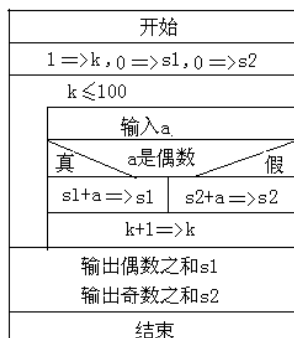 开始
1=>k,0=>s1,0=>s2
k≤100
输入a
真 a是偶数 假
s1+a=>s1 s2+a=>s2
k+1=>k
输出偶数之和s1
输出奇数之和s2
结束